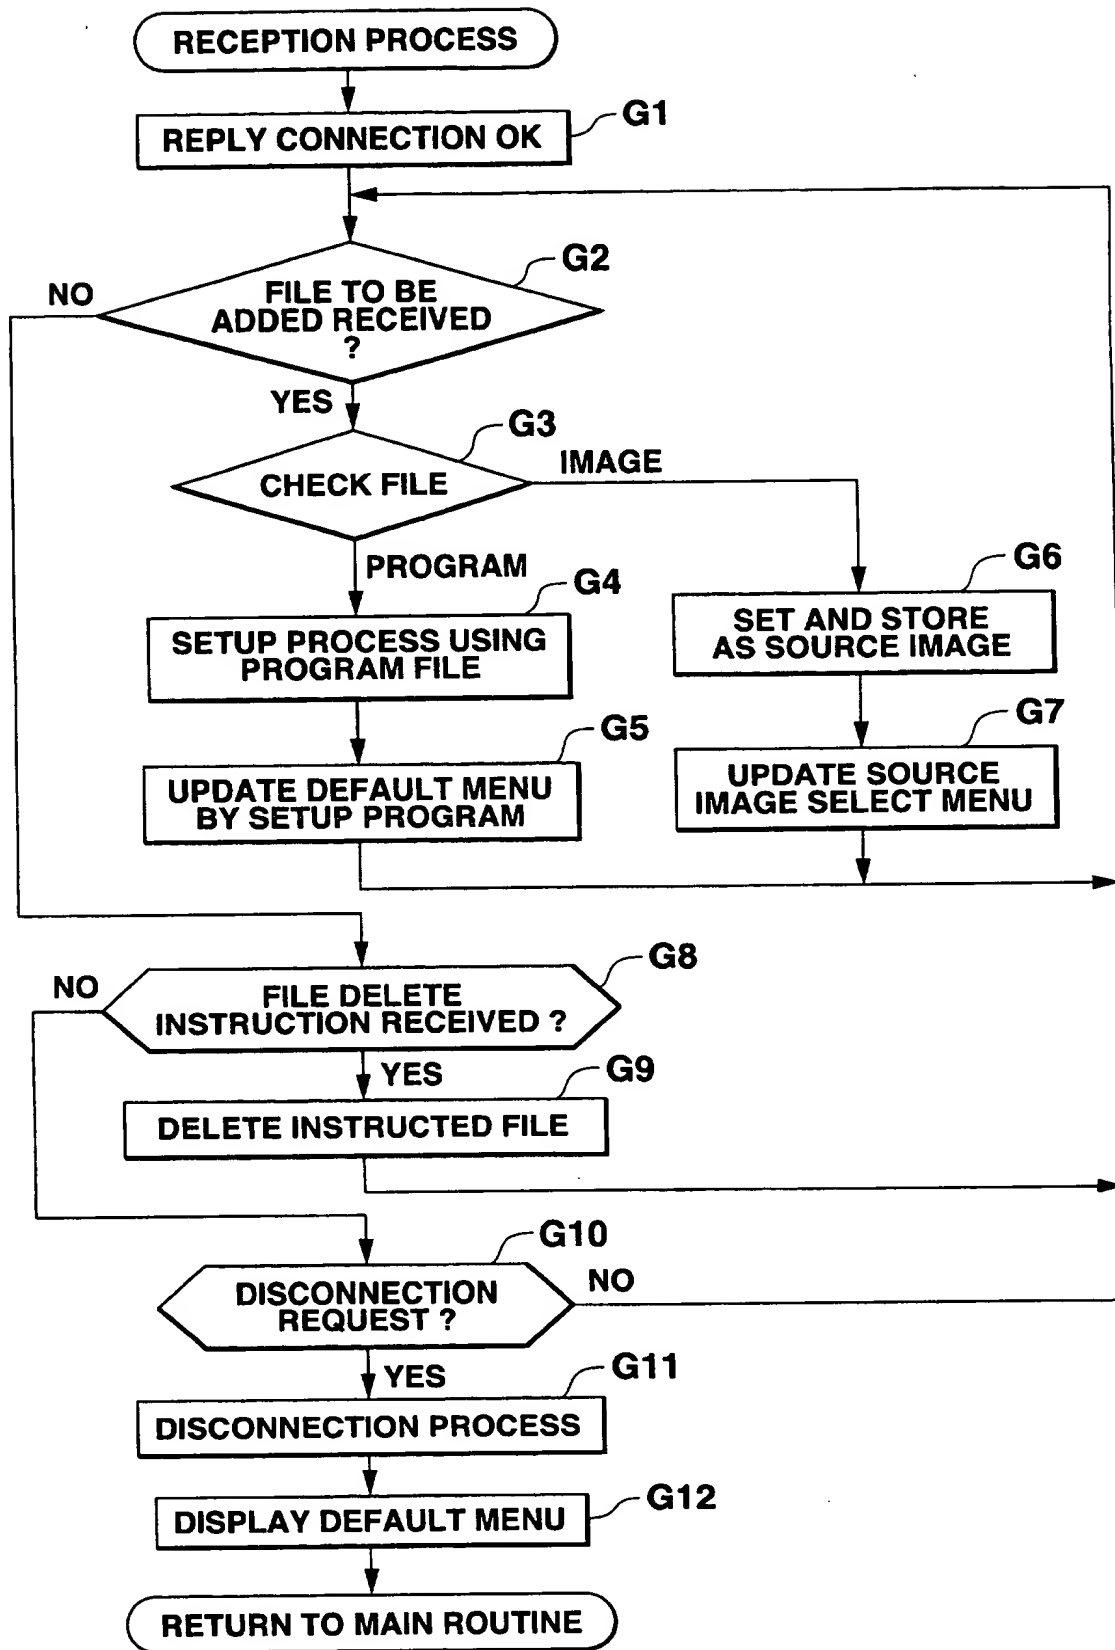 RECEPTION PROCESS
G1
REPLY CONNECTION OK
G2
NO
FILE TO BE
ADDED RECEIVED
?
YES
G3
CHECK FILE
IMAGE
PROGRAM
G4
SETUP PROCESS USING
PROGRAM FILE
G6
SET AND STORE
AS SOURCE IMAGE
G5
UPDATE DEFAULT MENU
BY SETUP PROGRAM
G7
UPDATE SOURCE
IMAGE SELECT MENU
G8
NO
FILE DELETE
INSTRUCTION RECEIVED ?
YES
G9
DELETE INSTRUCTED FILE
G10
DISCONNECTION
REQUEST ?
NO
YES
G11
DISCONNECTION PROCESS
G12
DISPLAY DEFAULT MENU
RETURN TO MAIN ROUTINE